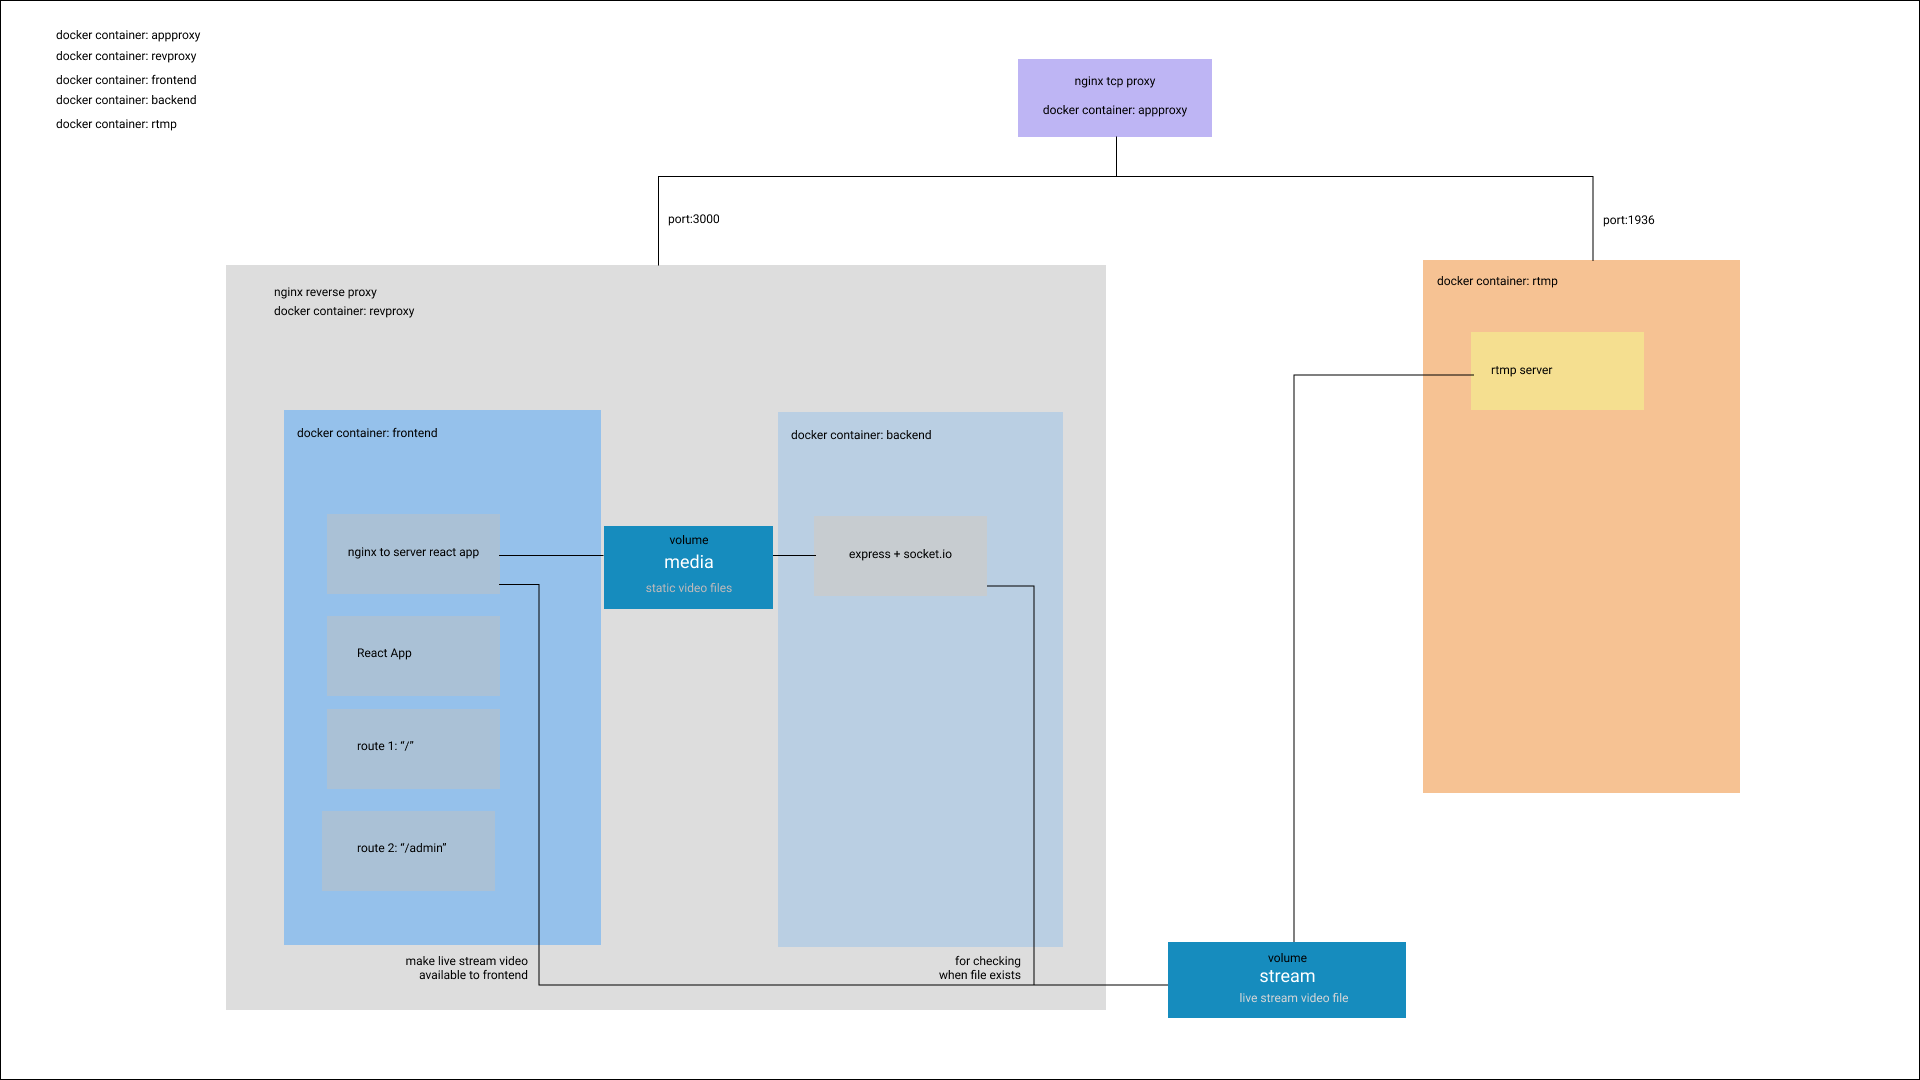 docker container: appproxy
docker container: revproxy
docker container: frontend
docker container: backend
docker container: rtmp
nginx tcp proxy
docker container: appproxy
port:3000
port:1936
nginx reverse proxy
docker container: revproxy
docker container: frontend
nginx to server react app
React App
route 1: “/”
route 2: “/admin”
volume
media
static video files
docker container: backend
express + socket.io
make live stream video
available to frontend
for checking
when file exists
docker container: rtmp
rtmp server
volume
stream
live stream video file